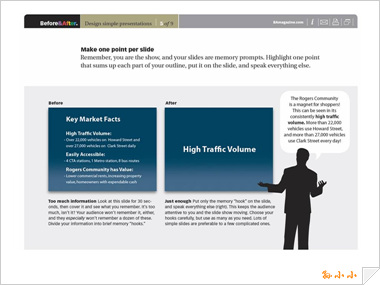 Before&After.
Design simple presentations
5 of 9
bamagazine.com
Make one point per slide
Remember, you are the show, and your slides are memory prompts. Highlight one point
that sums up each part of your outline, put it on the slide, and speak everything else.
Before
After
Key Market Facts
High Traffic Volume:
Over 22,000 vehicles on Howard Street and
over 27,000 vehicles on Clark Street daily
Easily Accessible:
4 CTA stations, 1 Metro station, 8 bus routes
Rogers Community has Value:
Lower commercial rents, increasing property
value, homeowners with expendable cash
High Traffic Volume
The Rogers Community
is a magnet for shoppers!
This can be seen in its
consistently high traffic
volume. More than 22,000
vehicles use Howard Street,
and more than 27,000 vehicles
use Clark Street every day!
Too much information Look at this slide for 30 sec-
onds, then cover it and see what you remember. It's too
much, isn't it? Your audience won't remember it, either,
and they especially won't remember a dozen of these.
Divide your information into brief memory "hooks."
Just enough Put only the memory "hook" on the slide,
and speak everything else (right). This keeps the audience
attentive to you and the slide show moving. Choose your
hooks carefully, but use as many as you need. Lots of
simple slides are preferable to a few complicated ones.